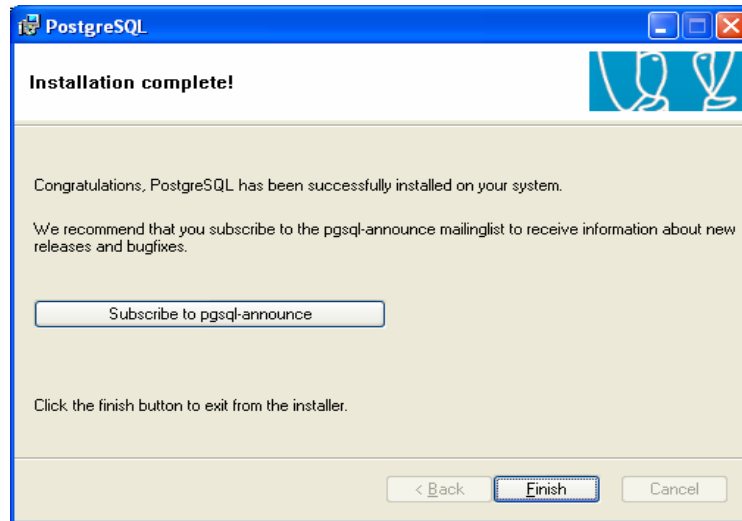 PostgreSQL
Installation complete!
Congratulations, PostgreSQL has been successfully installed on your system.
We recommend that you subscribe to the pgsql-announce mailinglist to receive information about new
releases and bugfixes.
Subscribe to pgsql-announce
Click the finish button to exit from the installer.
< Back
Finish
Cancel